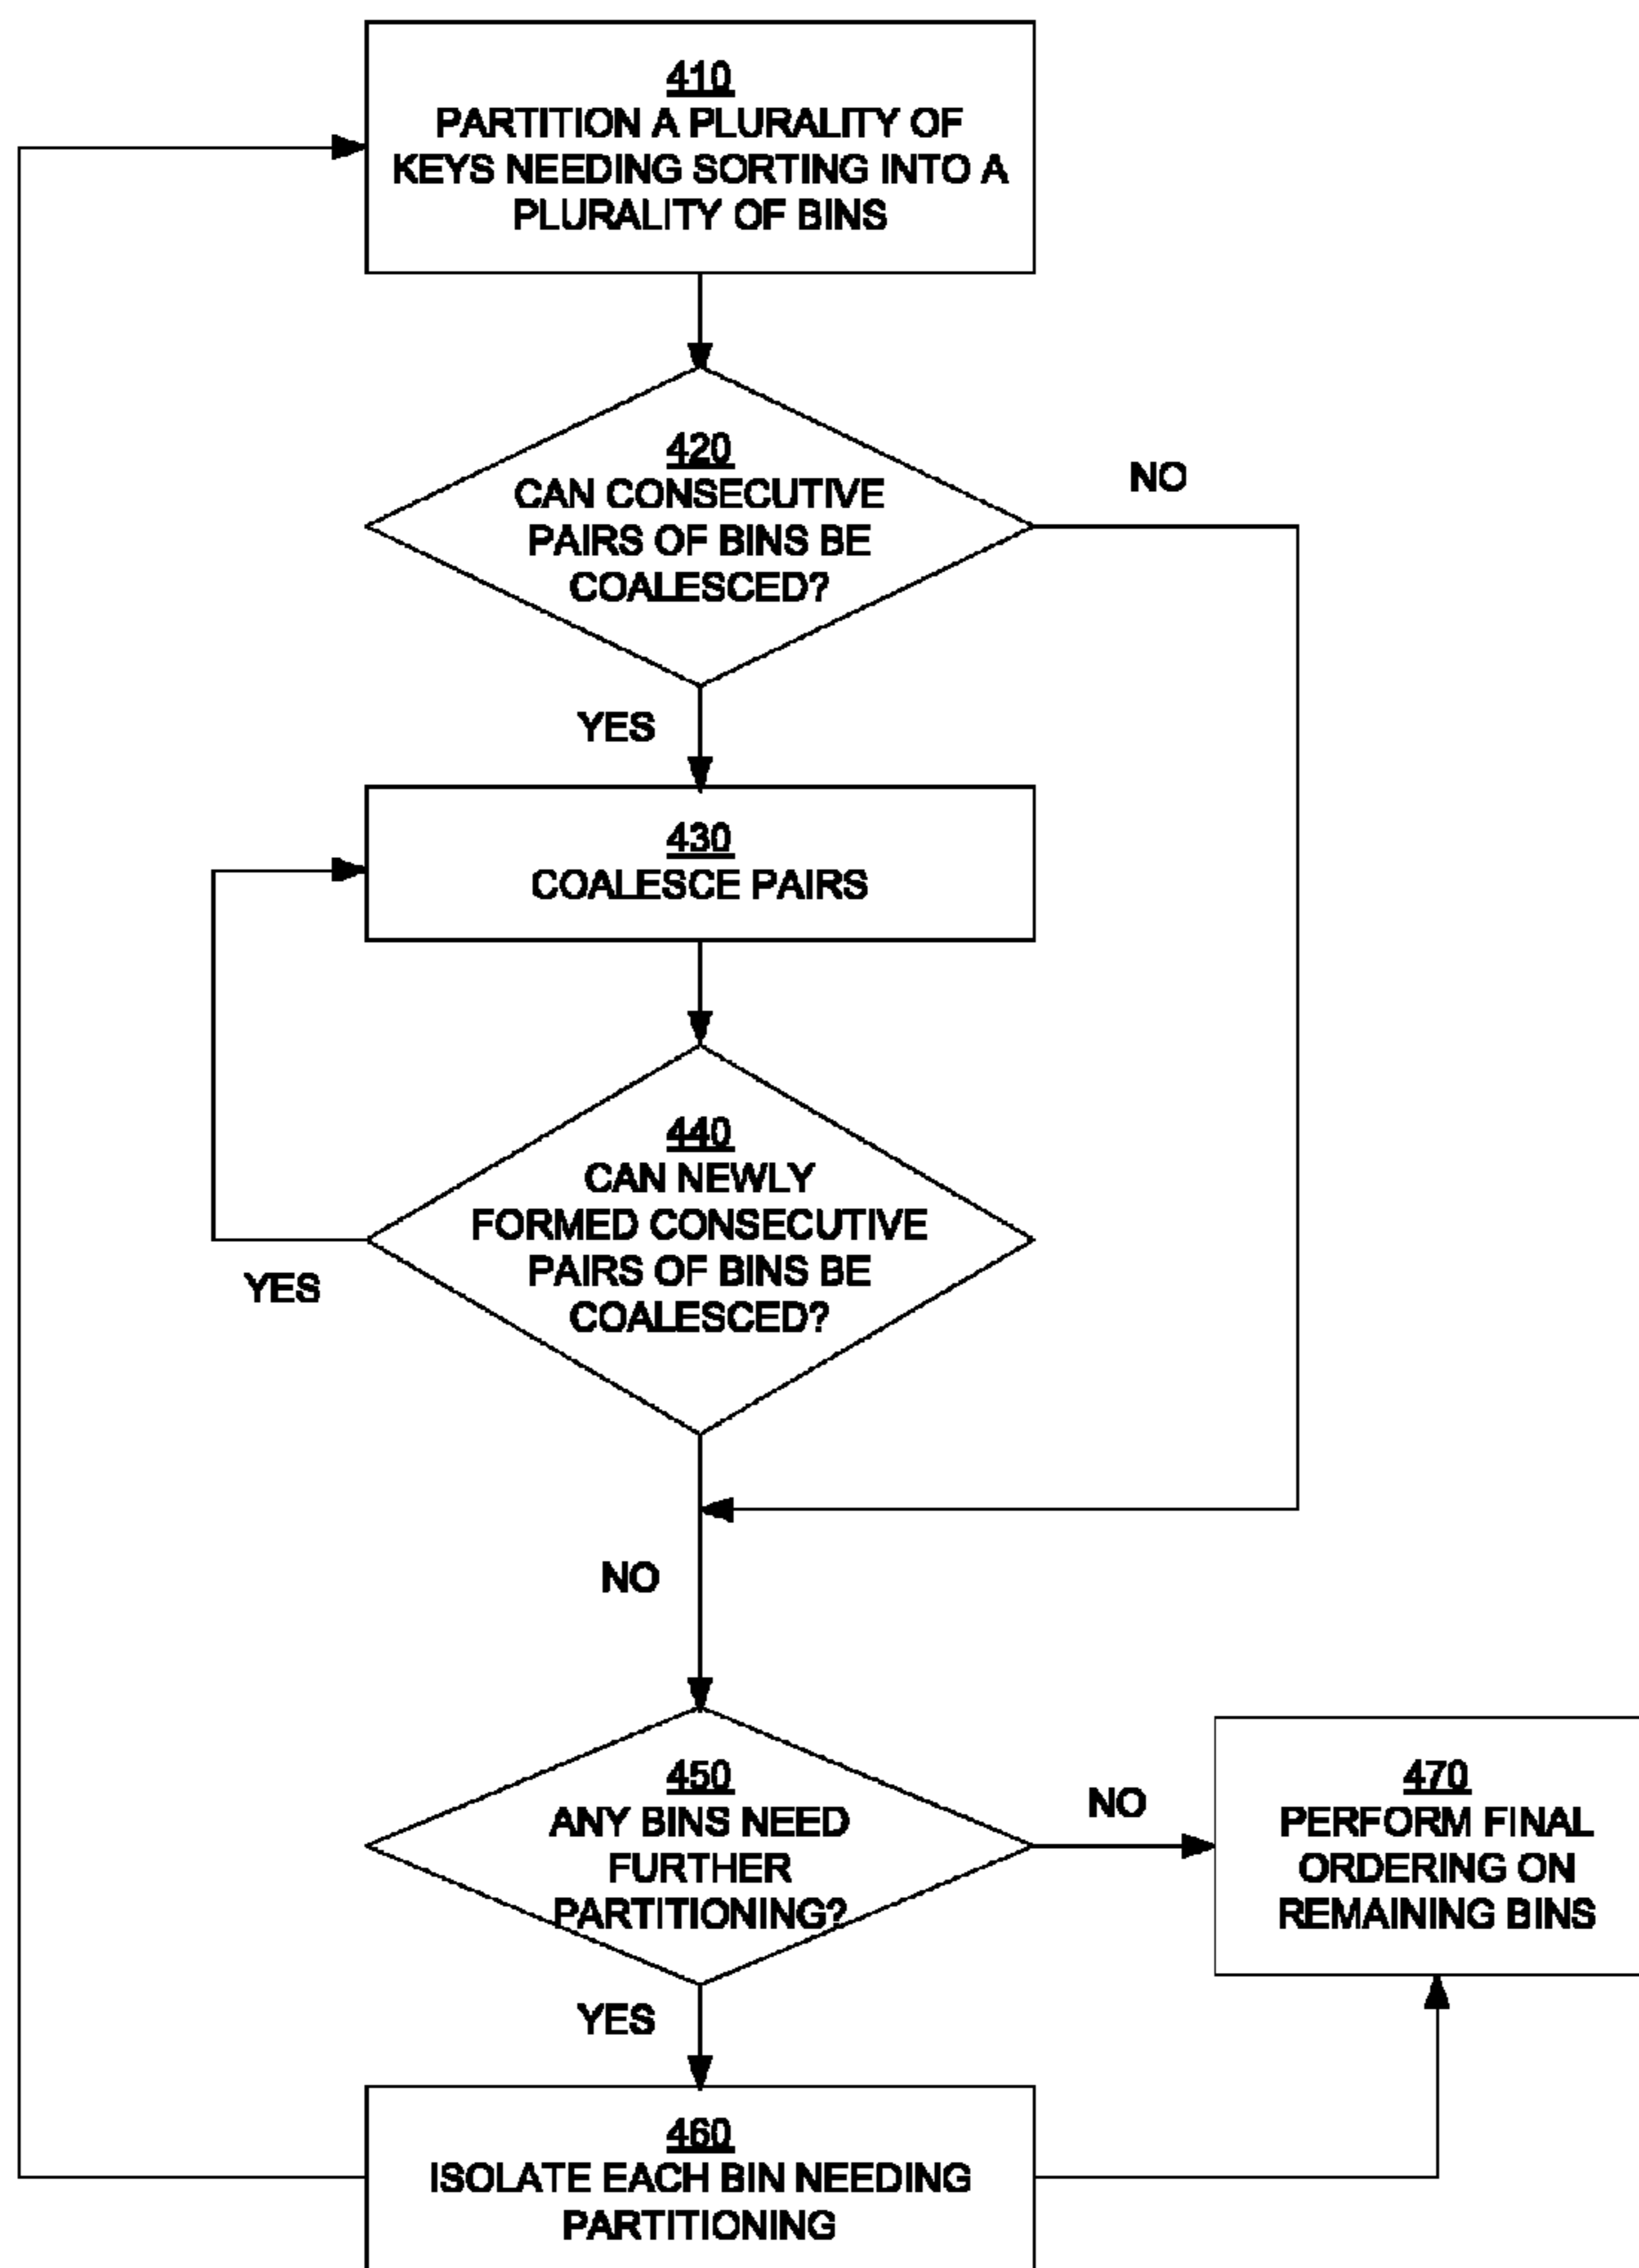 410
PARTITION A PLURALITY OF
KEYS NEEDING SORTING INTO A
PLURALITY OF BINS
420
CAN CONSECUTIVE
PAIRS OF BINS BE
COALESCED?
NO
YES
430
COALESCE PAIRS
440
CAN NEWLY
FORMED CONSECUTIVE
PAIRS OF BINS BE
COALESCED?
YES
NO
450
ANY BINS NEED
FURTHER
PARTITIONING?
NO
470
PERFORM FINAL
ORDERING ON
REMAINING BINS
YES
460
ISOLATE EACH BIN NEEDING
PARTITIONING